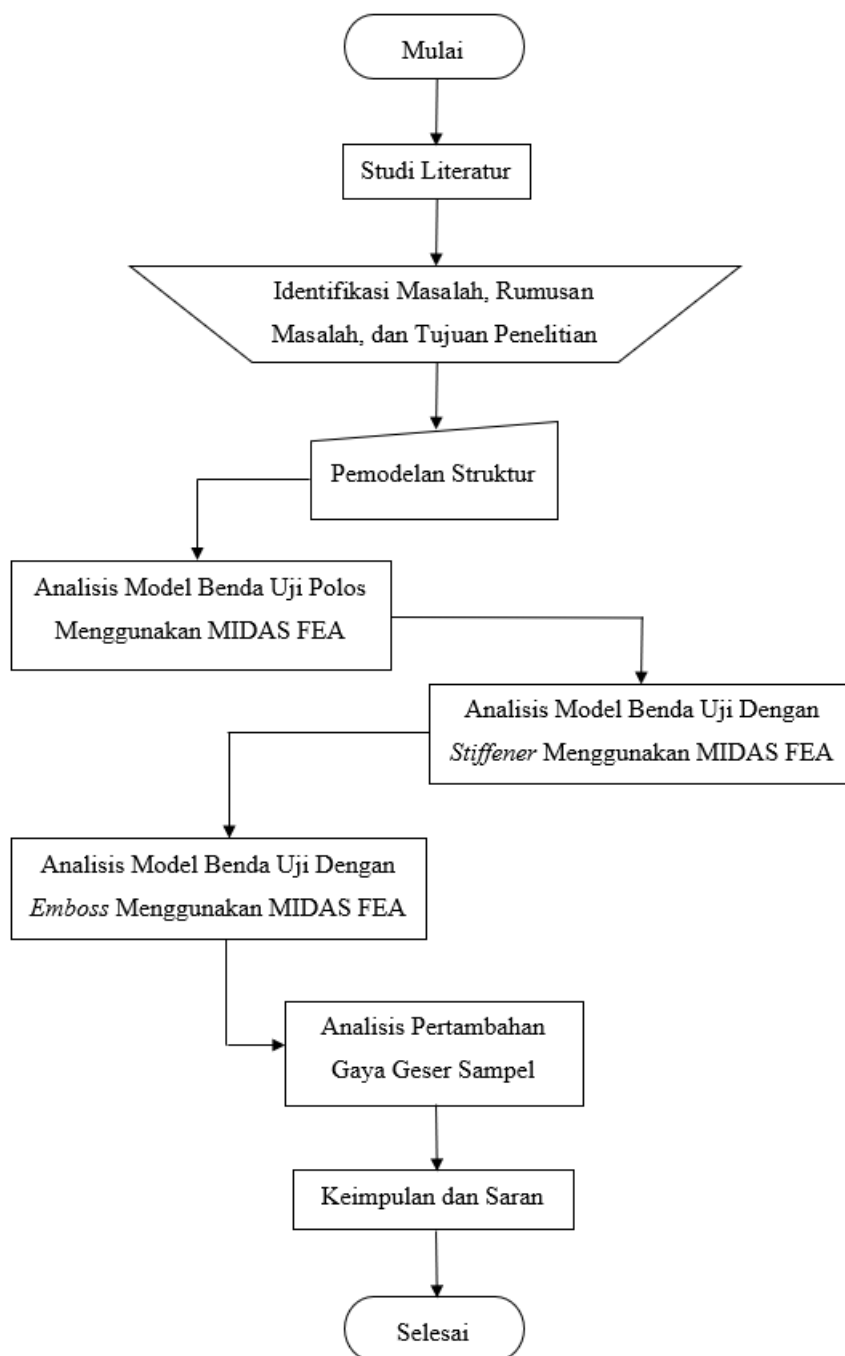 Mulai
Studi Literatur
Identifikasi Masalah, Rumusan
Masalah, dan Tujuan Penelitian
Pemodelan Struktur
Analisis Model Benda Uji Polos
Menggunakan MIDAS FEA
Analisis Model Benda Uji Dengan
Stiffener Menggunakan MIDAS FEA
Analisis Model Benda Uji Dengan
Emboss Menggunakan MIDAS FEA
Analisis Pertambahan
Gaya Geser Sampel
Keimpulan dan Saran
Selesai